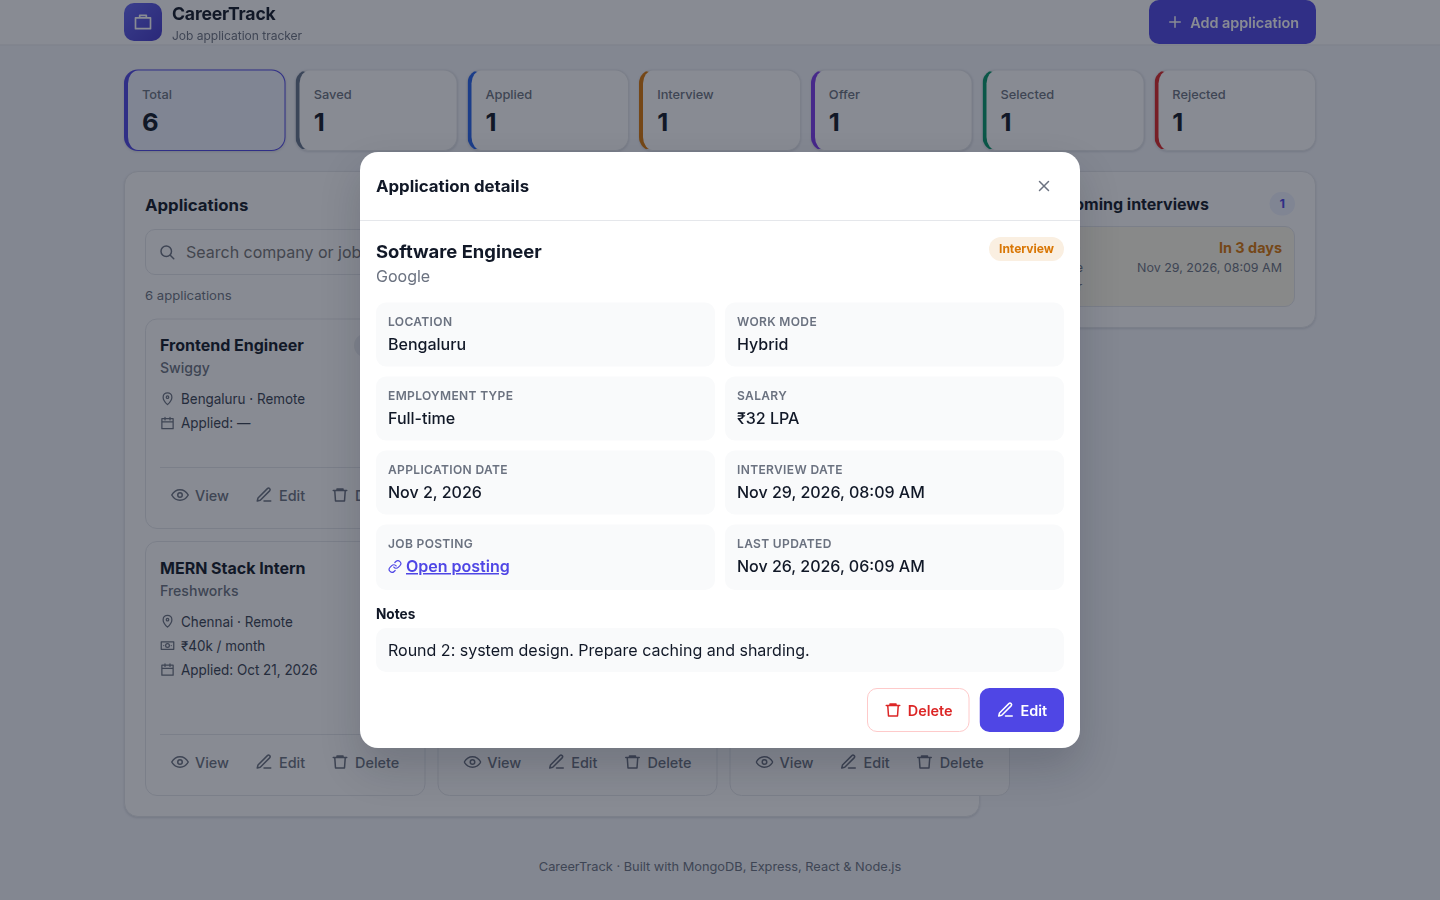 CareerTrack
Job application tracker
Add application
Total
6
Saved
1
Applied
1
Interview
1
Offer
1
Selected
1
Rejected
1
Applications
Search company or job
6 applications
Frontend Engineer
Swiggy
Bengaluru · Remote
Applied: —
View Edit
MERN Stack Intern
Freshworks
Chennai · Remote
₹40k / month
Applied: Oct 21, 2026
View Edit Delete
View Edit Delete
View Edit Delete
oming interviews
1
In 3 days
Nov 29, 2026, 08:09 AM
Application details
Software Engineer
Interview
Google
LOCATION
Bengaluru
WORK MODE
Hybrid
EMPLOYMENT TYPE
Full-time
SALARY
₹32 LPA
APPLICATION DATE
Nov 2, 2026
INTERVIEW DATE
Nov 29, 2026, 08:09 AM
JOB POSTING
Open posting
LAST UPDATED
Nov 26, 2026, 06:09 AM
Notes
Round 2: system design. Prepare caching and sharding.
Delete
Edit
CareerTrack · Built with MongoDB, Express, React & Node.js